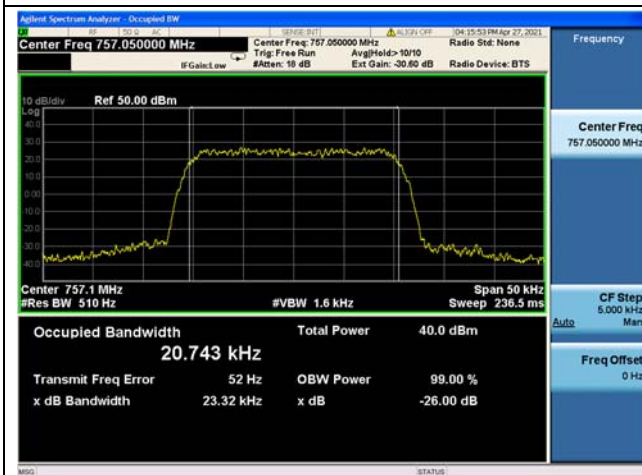 Agilent Spectrum Analyzer - Occupied BW
RF 50 Ω AC SENSE:INT ALIGN OFF 04:15:53 PM Apr 27, 2021
Center Freq 757.050000 MHz
Center Freq: 757.050000 MHz Radio Std: None
Trig: Free Run Avg|Hold:>10/10
IFGain:Low #Atten: 18 dB Ext Gain: -30.60 dB Radio Device: BTS
10 dB/div Ref 50.00 dBm
Log
40.0
30.0
20.0
10.0
0.00
10.0
20.0
30.0
40.0
Center 757.1 MHz Span 50 kHz
#Res BW 510 Hz #VBW 1.6 kHz Sweep 236.5 ms
Occupied Bandwidth Total Power 40.0 dBm
20.743 kHz
Transmit Freq Error 52 Hz OBW Power 99.00 %
x dB Bandwidth 23.32 kHz x dB -26.00 dB
MSG STATUS
Frequency
Center Freq
757.050000 MHz
CF Step
5.000 kHz
Auto Man
Freq Offset
0 Hz